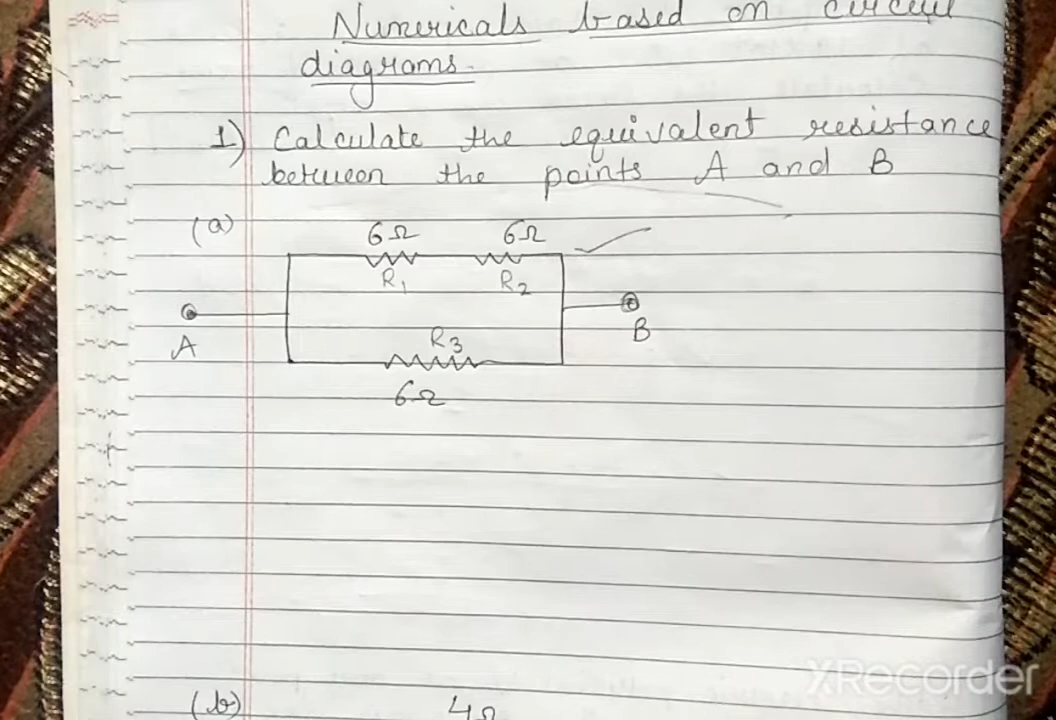 Numericals based on circuit
diagrams.
1) Calculate the equivalent resistance
between the points A and B
(a)
6Ω 6Ω
R1 R2
A
B
R3
6Ω
XRecorder
(b) 4Ω